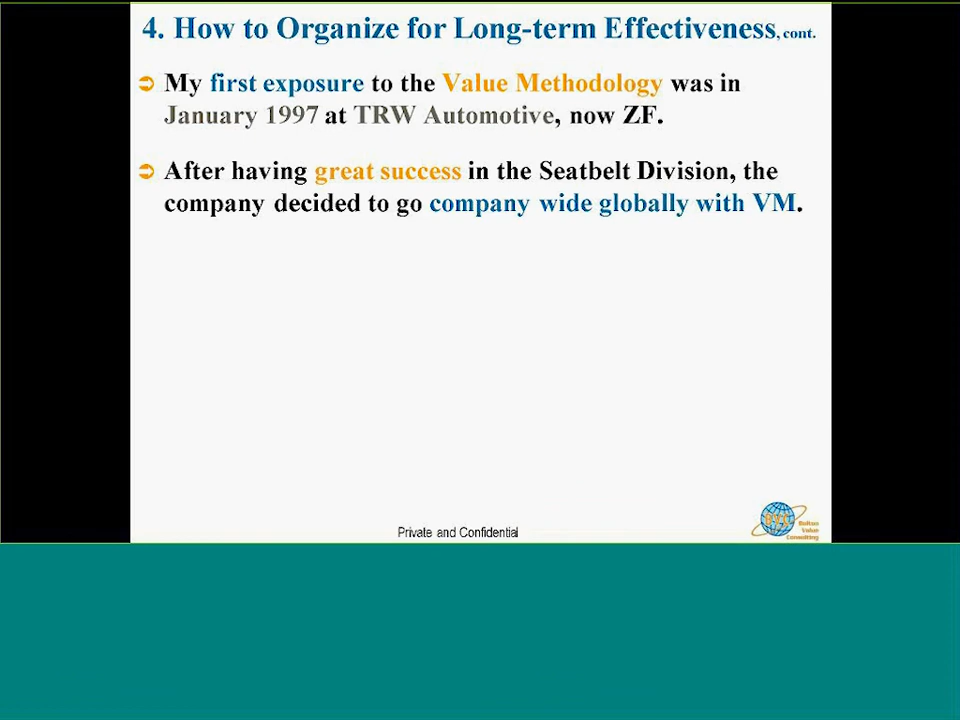 4. How to Organize for Long-term Effectiveness, cont.
➲ My first exposure to the Value Methodology was in
January 1997 at TRW Automotive, now ZF.
➲ After having great success in the Seatbelt Division, the
company decided to go company wide globally with VM.
Private and Confidential
Value
Consulting